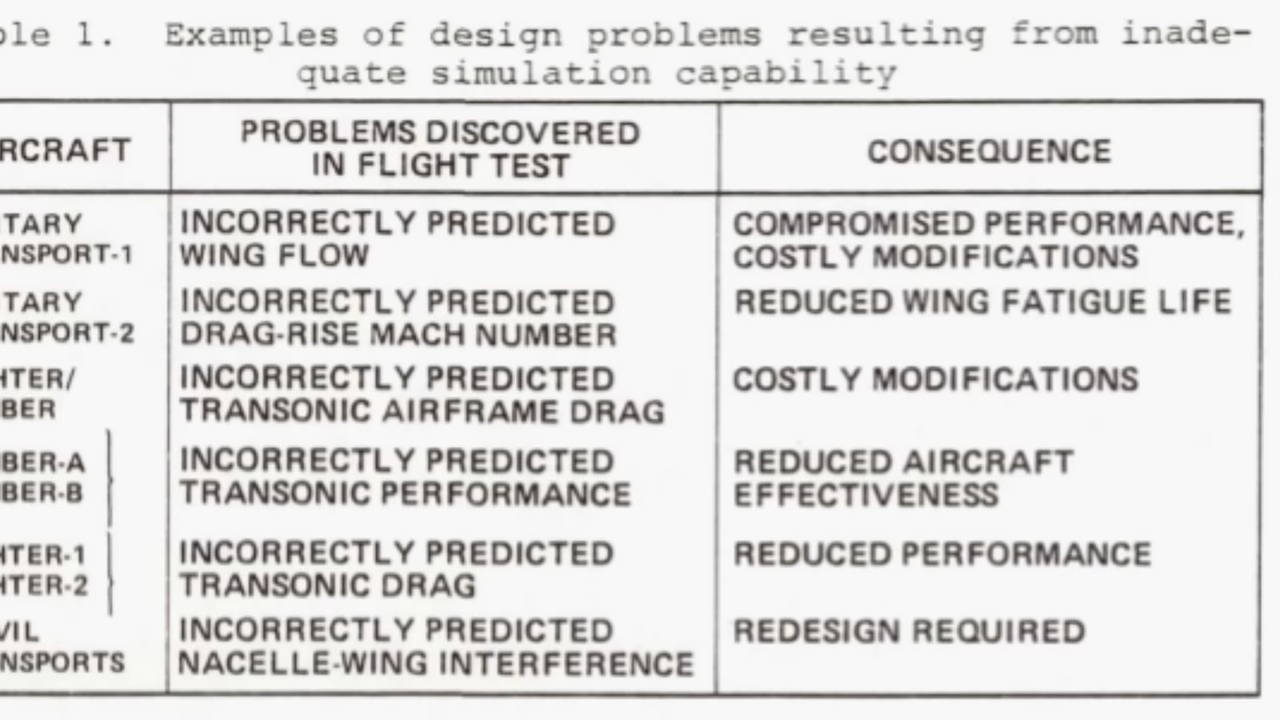 ble 1. Examples of design problems resulting from inade-
quate simulation capability
RCRAFT
PROBLEMS DISCOVERED
IN FLIGHT TEST
CONSEQUENCE
TARY
NSPORT-1
INCORRECTLY PREDICTED
WING FLOW
COMPROMISED PERFORMANCE,
COSTLY MODIFICATIONS
TARY
NSPORT-2
INCORRECTLY PREDICTED
DRAG-RISE MACH NUMBER
REDUCED WING FATIGUE LIFE
HTER/
BER
INCORRECTLY PREDICTED
TRANSONIC AIRFRAME DRAG
COSTLY MODIFICATIONS
BER-A
BER-B
INCORRECTLY PREDICTED
TRANSONIC PERFORMANCE
REDUCED AIRCRAFT
EFFECTIVENESS
HTER-1
HTER-2
INCORRECTLY PREDICTED
TRANSONIC DRAG
REDUCED PERFORMANCE
VIL
NSPORTS
INCORRECTLY PREDICTED
NACELLE-WING INTERFERENCE
REDESIGN REQUIRED